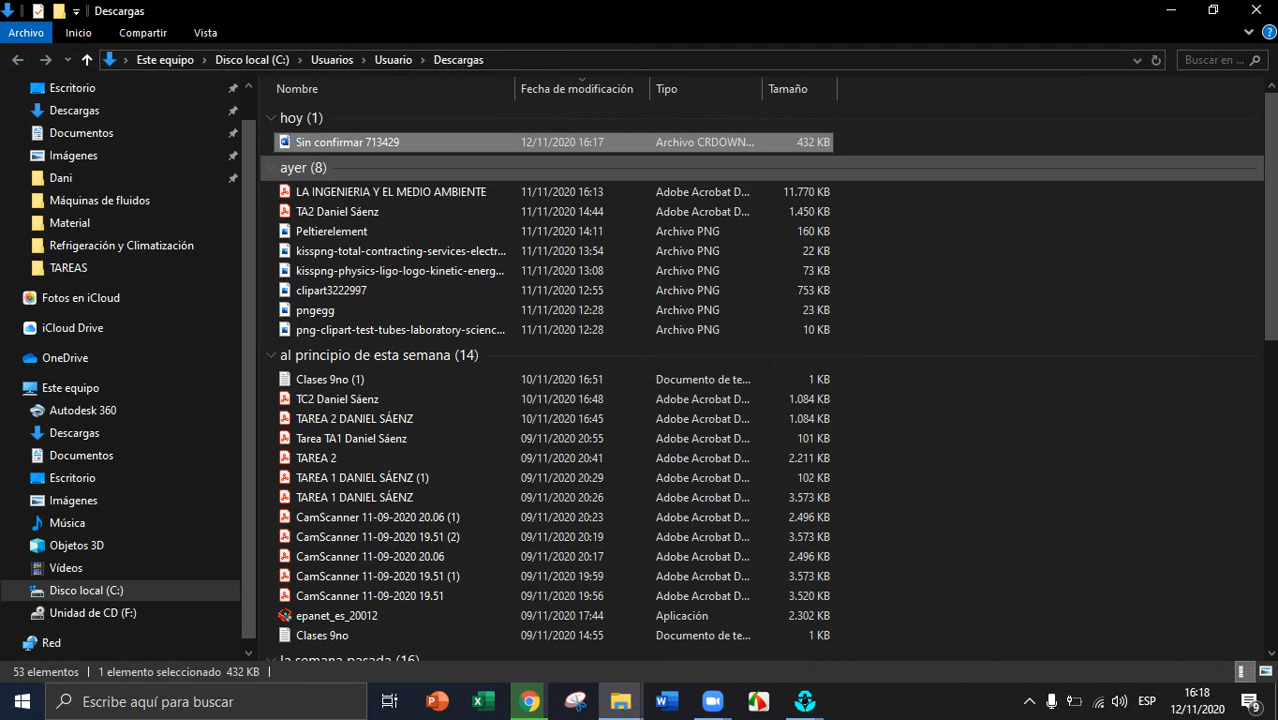 Descargas
Archivo
Inicio
Compartir
Vista
Este equipo
Disco local (C:)
Usuarios
Usuario
Descargas
Buscar en ...
Escritorio
Descargas
Documentos
Imágenes
Dani
Máquinas de fluidos
Material
Refrigeración y Climatización
TAREAS
Fotos en iCloud
iCloud Drive
OneDrive
Este equipo
Autodesk 360
Descargas
Documentos
Escritorio
Imágenes
Música
Objetos 3D
Vídeos
Disco local (C:)
Unidad de CD (F:)
Red
Nombre Fecha de modificación Tipo Tamaño
hoy (1)
Sin confirmar 713429 12/11/2020 16:17 Archivo CRDOWN... 432 KB
ayer (8)
LA INGENIERIA Y EL MEDIO AMBIENTE 11/11/2020 16:13 Adobe Acrobat D... 11.770 KB
TA2 Daniel Sáenz 11/11/2020 14:44 Adobe Acrobat D... 1.450 KB
Peltierelement 11/11/2020 14:11 Archivo PNG 160 KB
kisspng-total-contracting-services-electr... 11/11/2020 13:54 Archivo PNG 22 KB
kisspng-physics-ligo-logo-kinetic-energ... 11/11/2020 13:08 Archivo PNG 73 KB
clipart3222997 11/11/2020 12:55 Archivo PNG 753 KB
pngegg 11/11/2020 12:28 Archivo PNG 23 KB
png-clipart-test-tubes-laboratory-scienc... 11/11/2020 12:28 Archivo PNG 10 KB
al principio de esta semana (14)
Clases 9no (1) 10/11/2020 16:51 Documento de te... 1 KB
TC2 Daniel Sáenz 10/11/2020 16:48 Adobe Acrobat D... 1.084 KB
TAREA 2 DANIEL SÁENZ 10/11/2020 16:45 Adobe Acrobat D... 1.084 KB
Tarea TA1 Daniel Sáenz 09/11/2020 20:55 Adobe Acrobat D... 101 KB
TAREA 2 09/11/2020 20:41 Adobe Acrobat D... 2.211 KB
TAREA 1 DANIEL SÁENZ (1) 09/11/2020 20:29 Adobe Acrobat D... 102 KB
TAREA 1 DANIEL SÁENZ 09/11/2020 20:26 Adobe Acrobat D... 3.573 KB
CamScanner 11-09-2020 20.06 (1) 09/11/2020 20:23 Adobe Acrobat D... 2.496 KB
CamScanner 11-09-2020 19.51 (2) 09/11/2020 20:19 Adobe Acrobat D... 3.573 KB
CamScanner 11-09-2020 20.06 09/11/2020 20:17 Adobe Acrobat D... 2.496 KB
CamScanner 11-09-2020 19.51 (1) 09/11/2020 19:59 Adobe Acrobat D... 3.573 KB
CamScanner 11-09-2020 19.51 09/11/2020 19:56 Adobe Acrobat D... 3.520 KB
epanet_es_20012 09/11/2020 17:44 Aplicación 2.302 KB
Clases 9no 09/11/2020 14:55 Documento de te... 1 KB
la semana pasada (16)
53 elementos 1 elemento seleccionado 432 KB
Escribe aquí para buscar
ESP
16:18
12/11/2020
9